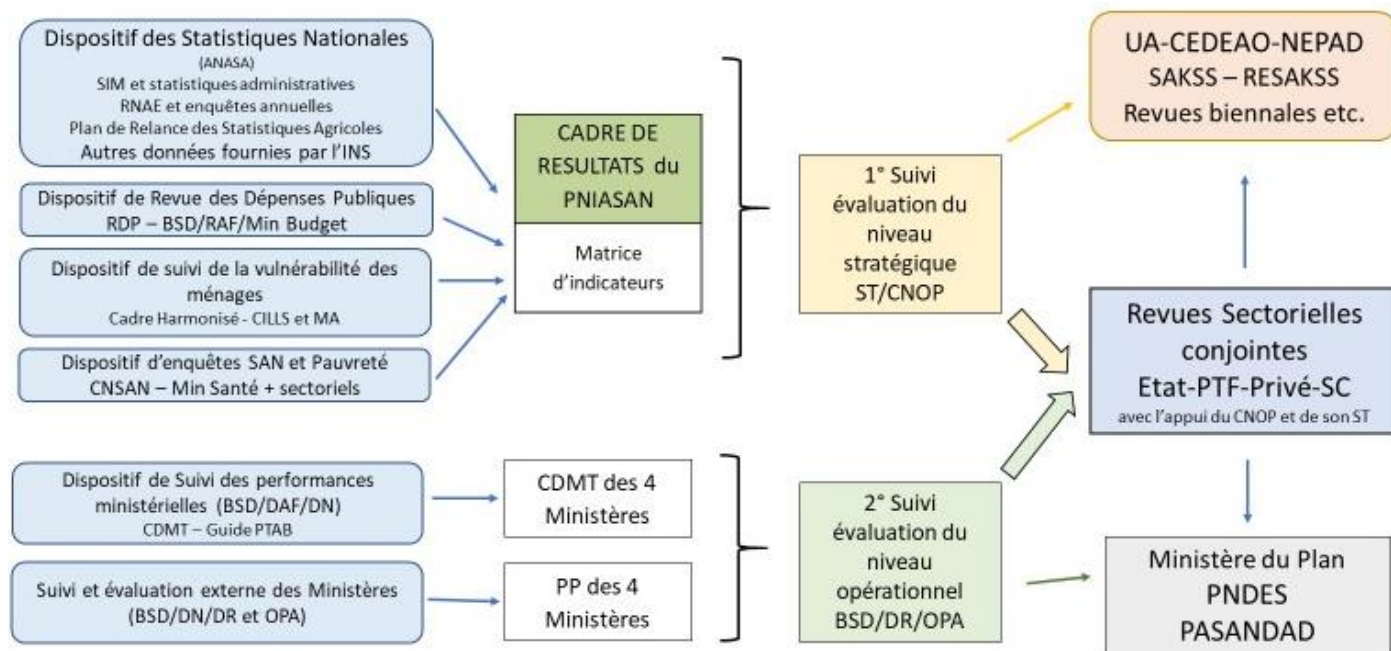 Dispositif des Statistiques Nationales
(ANASA)
SIM et statistiques administratives
RNAE et enquêtes annuelles
Plan de Relance des Statistiques Agricoles
Autres données fournies par l'INS
Dispositif de Revue des Dépenses Publiques
RDP – BSD/RAF/Min Budget
Dispositif de suivi de la vulnérabilité des
ménages
Cadre Harmonisé - CILLS et MA
Dispositif d'enquêtes SAN et Pauvreté
CNSAN – Min Santé + sectoriels
Dispositif de Suivi des performances
ministérielles (BSD/DAF/DN)
CDMT – Guide PTAB
Suivi et évaluation externe des Ministères
(BSD/DN/DR et OPA)
CADRE DE
RESULTATS du
PNIASAN
Matrice
d'indicateurs
CDMT des 4
Ministères
PP des 4
Ministères
1° Suivi
évaluation du
niveau
stratégique
ST/CNOP
2° Suivi
évaluation du
niveau
opérationnel
BSD/DR/OPA
UA-CEDEAO-NEPAD
SAKSS – RESAKSS
Revues biennales etc.
Revues Sectorielles
conjointes
Etat-PTF-Privé-SC
avec l'appui du CNOP et de son ST
Ministère du Plan
PNDES
PASANDAD